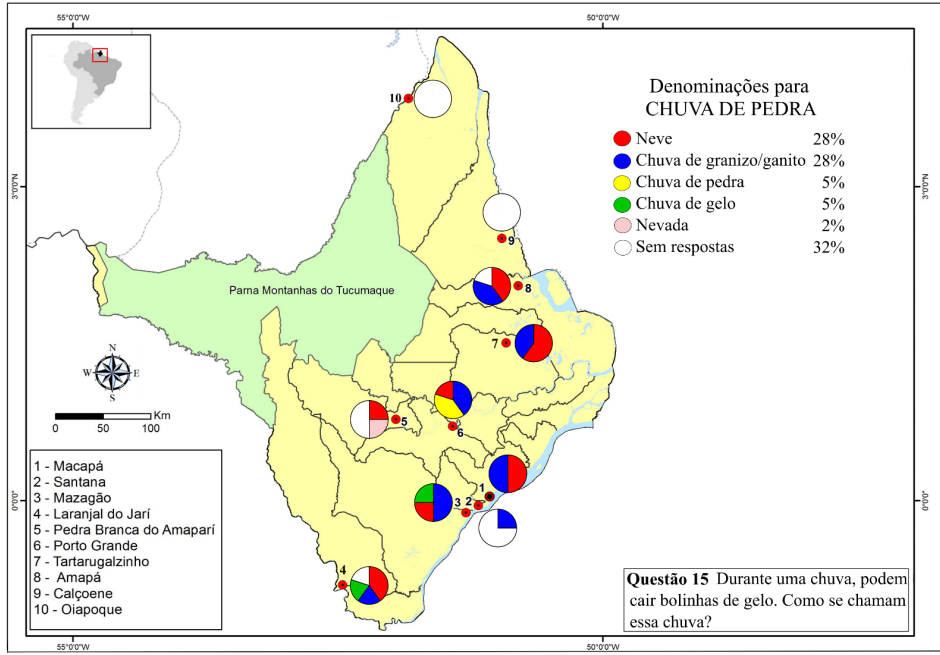 55°0'0"W
50°0'0"W
Denominações para
CHUVA DE PEDRA
Neve 28%
Chuva de granizo/ganito 28%
Chuva de pedra 5%
Chuva de gelo 5%
Nevada 2%
Sem respostas 32%
3°0'0"N
3°0'0"N
10
9
8
7
Parna Montanhas do Tucumaque
N
W E
S
Km
0 50 100
5
6
1
2
3
4
0°0'0"
0°0'0"
1 - Macapá
2 - Santana
3 - Mazagão
4 - Laranjal do Jarí
5 - Pedra Branca do Amaparí
6 - Porto Grande
7 - Tartarugalzinho
8 - Amapá
9 - Calçoene
10 - Oiapoque
Questão 15 Durante uma chuva, podem
cair bolinhas de gelo. Como se chamam
essa chuva?
55°0'0"W
50°0'0"W